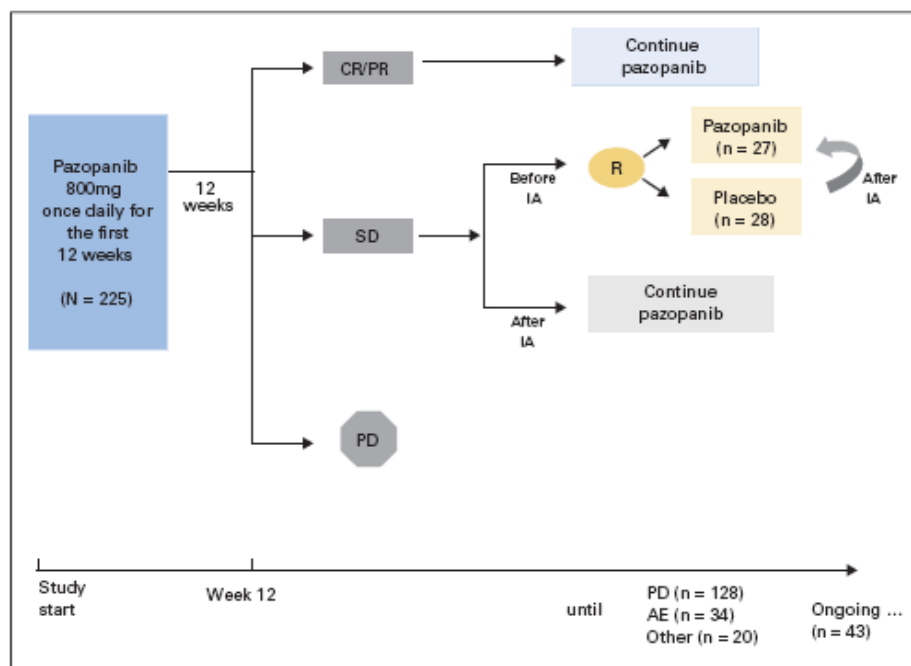 Pazopanib
800mg
once daily for
the first
12 weeks
(N = 225)
12
weeks
CR/PR
Continue
pazopanib
SD
Before
IA
R
Pazopanib
(n = 27)
Placebo
(n = 28)
After
IA
After
IA
Continue
pazopanib
PD
Study
start
Week 12
until
PD (n = 128)
AE (n = 34)
Other (n = 20)
Ongoing ...
(n = 43)